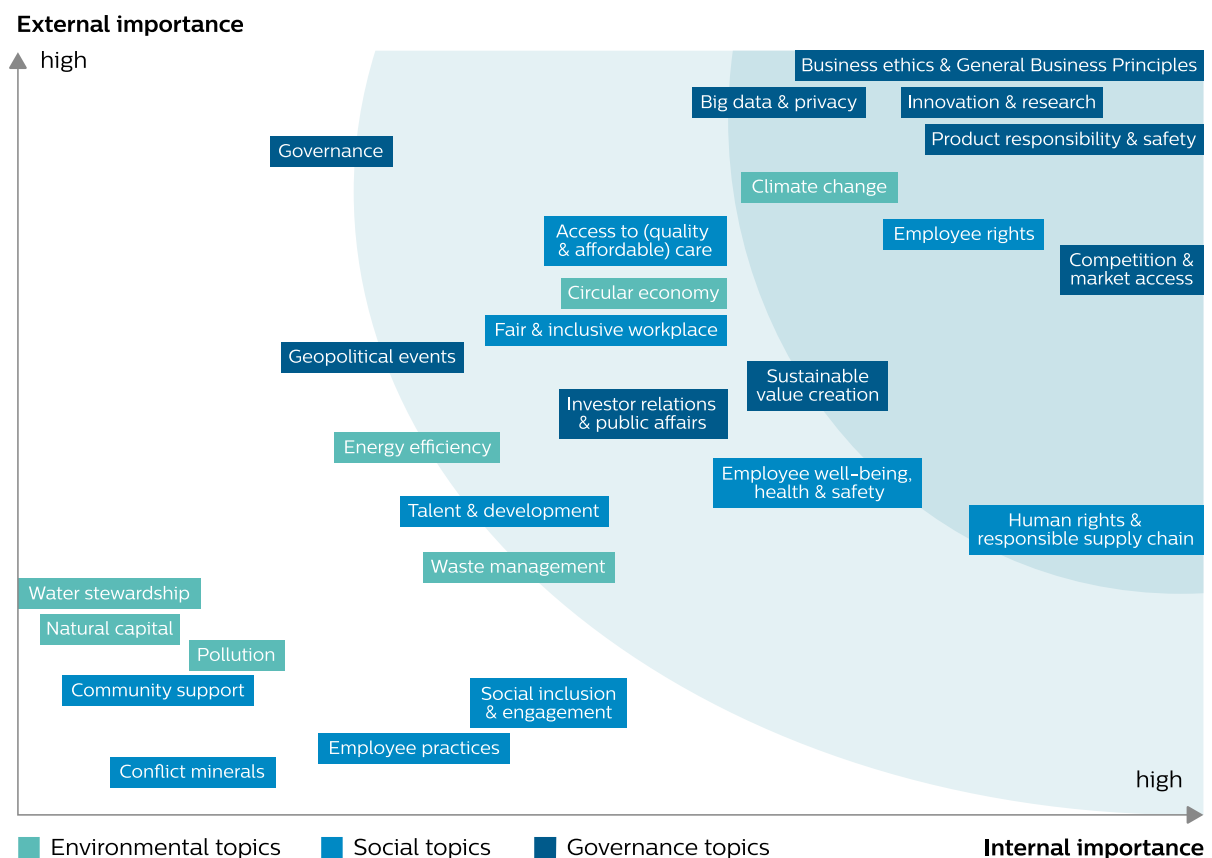 External importance
high
Business ethics & General Business Principles
Big data & privacy
Innovation & research
Product responsibility & safety
Governance
Climate change
Access to (quality
& affordable) care
Employee rights
Competition &
market access
Circular economy
Fair & inclusive workplace
Geopolitical events
Sustainable
value creation
Investor relations
& public affairs
Energy efficiency
Employee well-being,
health & safety
Talent & development
Human rights &
responsible supply chain
Waste management
Water stewardship
Natural capital
Pollution
Community support
Social inclusion
& engagement
Employee practices
Conflict minerals
high
Environmental topics
Social topics
Governance topics
Internal importance